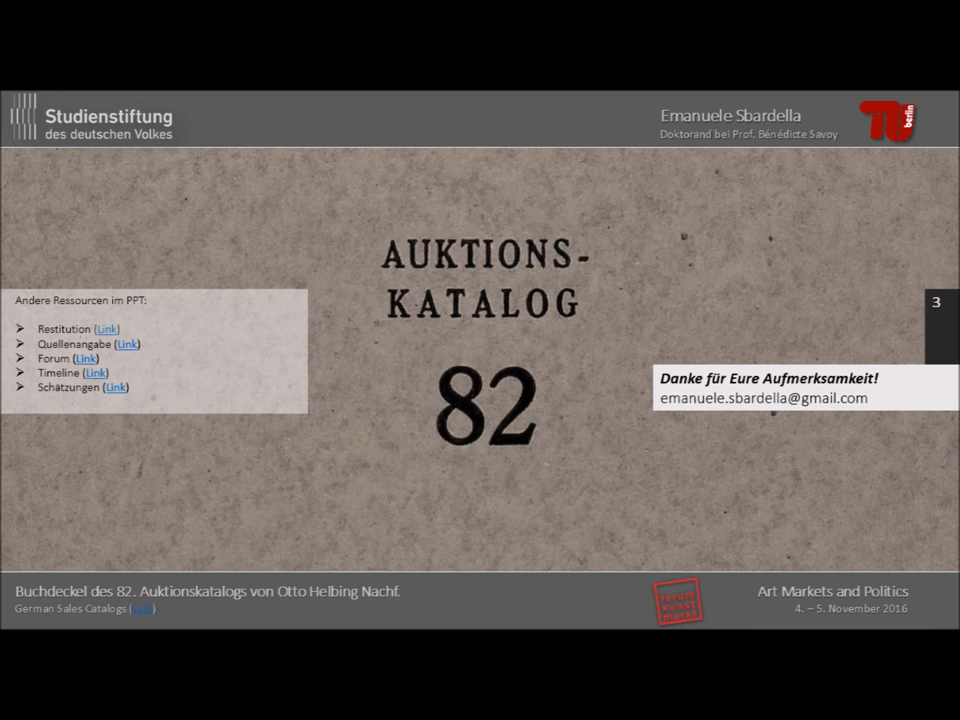 Studienstiftung
des deutschen Volkes
Emanuele Sbardella
Doktorand bei Prof. Bénédicte Savoy
TU berlin
AUKTIONS-
KATALOG
82
Andere Ressourcen im PPT:
➤ Restitution (Link)
➤ Quellenangabe (Link)
➤ Forum (Link)
➤ Timeline (Link)
➤ Schätzungen (Link)
3
Danke für Eure Aufmerksamkeit!
emanuele.sbardella@gmail.com
Buchdeckel des 82. Auktionskatalogs von Otto Helbing Nachf.
German Sales Catalogs (Link)
forum
kunst
markt
Art Markets and Politics
4. – 5. November 2016